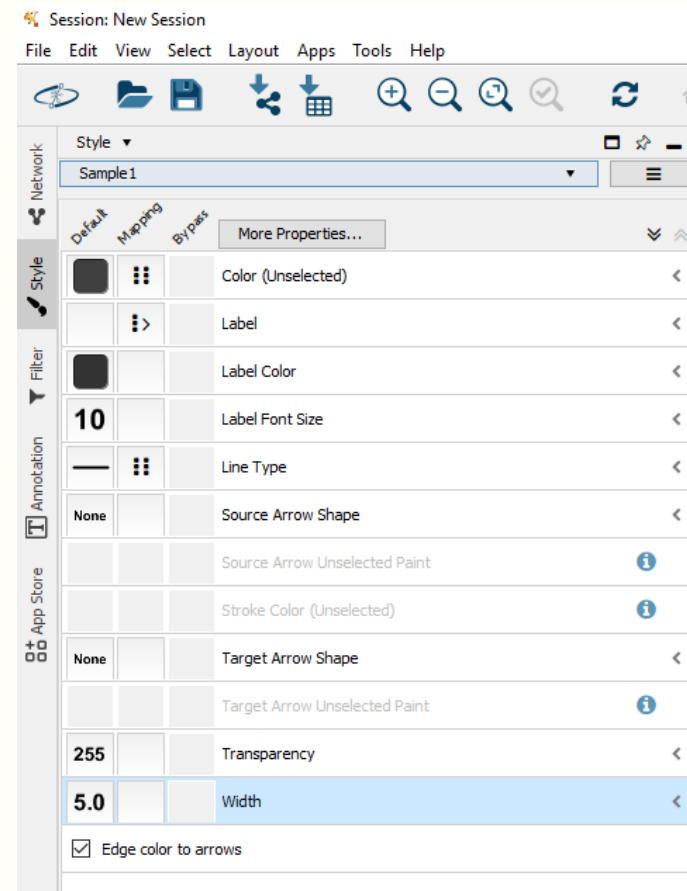 Session: New Session
File Edit View Select Layout Apps Tools Help
Style
Sample1
Default Mapping Bypass More Properties...
Color (Unselected)
Label
Label Color
10 Label Font Size
Line Type
None Source Arrow Shape
Source Arrow Unselected Paint
Stroke Color (Unselected)
None Target Arrow Shape
Target Arrow Unselected Paint
255 Transparency
5.0 Width
Edge color to arrows
Network
Style
Filter
Annotation
App Store